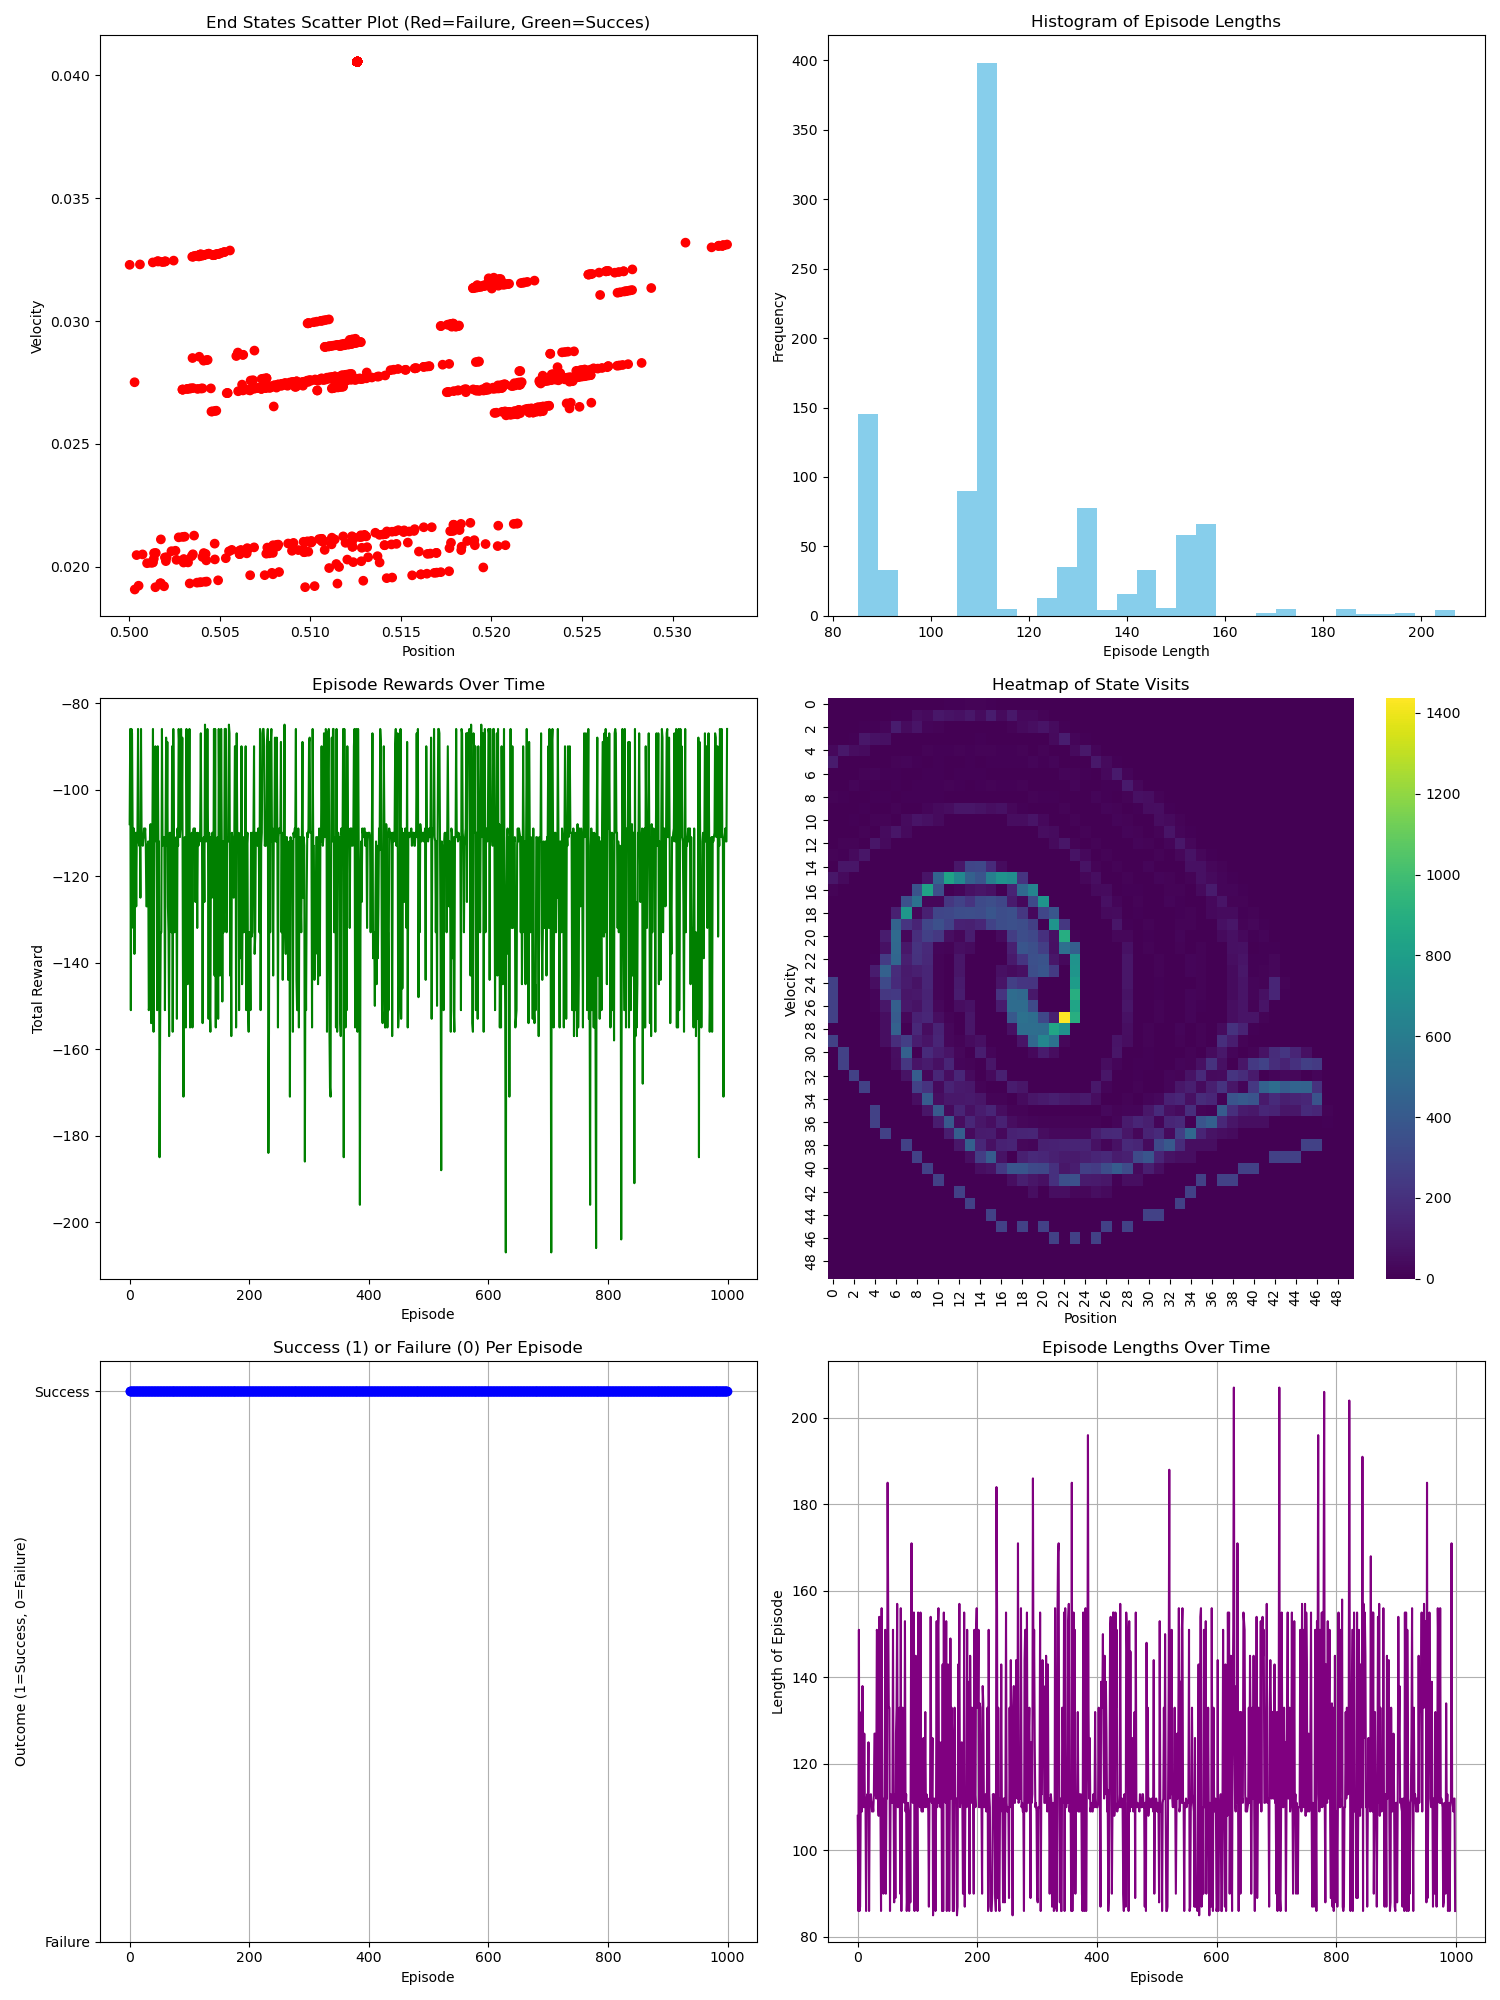 End States Scatter Plot (Red=Failure, Green=Succes)
0.040
0.035
0.030
0.025
0.020
Velocity
0.500 0.505 0.510 0.515 0.520 0.525 0.530
Position
Histogram of Episode Lengths
400
350
300
250
200
150
100
50
0
Frequency
80 100 120 140 160 180 200
Episode Length
Episode Rewards Over Time
−80
−100
−120
−140
−160
−180
−200
Total Reward
0 200 400 600 800 1000
Episode
Heatmap of State Visits
0
2
4
6
8
10
12
14
16
18
20
22
24
26
28
30
32
34
36
38
40
42
44
46
48
Velocity
0 2 4 6 8 10 12 14 16 18 20 22 24 26 28 30 32 34 36 38 40 42 44 46 48
Position
1400
1200
1000
800
600
400
200
0
Success (1) or Failure (0) Per Episode
Success
Failure
Outcome (1=Success, 0=Failure)
0 200 400 600 800 1000
Episode
Episode Lengths Over Time
200
180
160
140
120
100
80
Length of Episode
0 200 400 600 800 1000
Episode